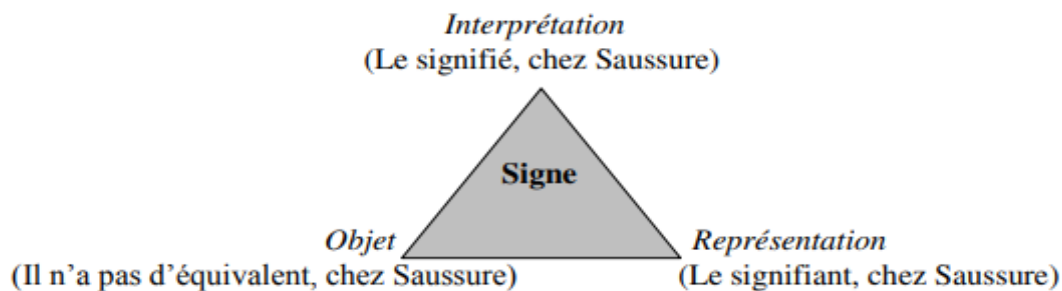 Interprétation
(Le signifié, chez Saussure)
Signe
Objet
Représentation
(Il n’a pas d’équivalent, chez Saussure)
(Le signifiant, chez Saussure)